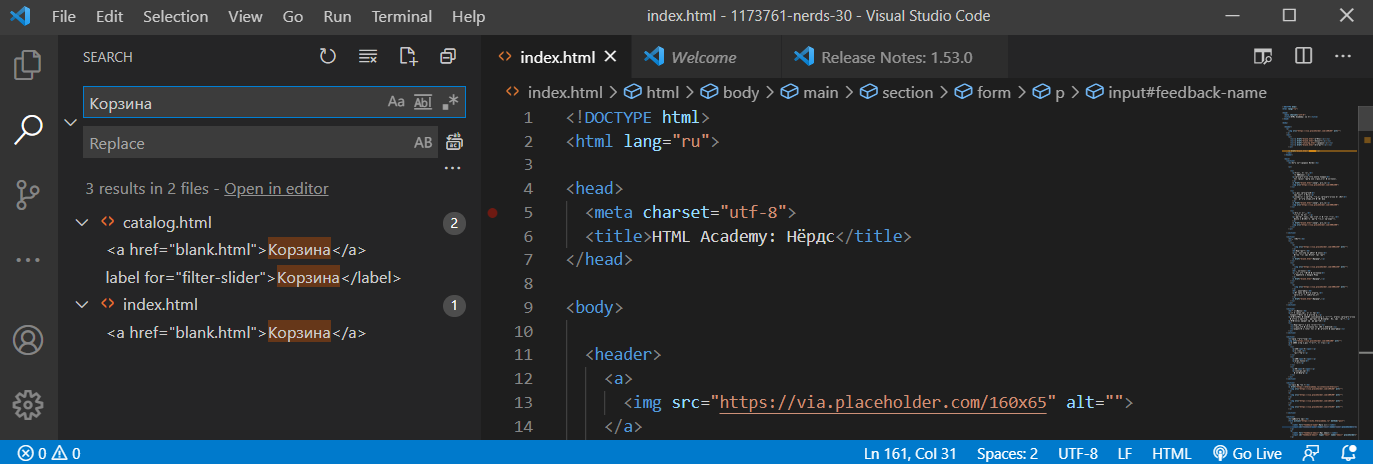 File Edit Selection View Go Run Terminal Help index.html - 1173761-nerds-30 - Visual Studio Code
SEARCH
Корзина Aa Abl .*
Replace AB
3 results in 2 files - Open in editor
catalog.html 2
<a href="blank.html">Корзина</a>
label for="filter-slider">Корзина</label>
index.html 1
<a href="blank.html">Корзина</a>
index.html Welcome Release Notes: 1.53.0
index.html > html > body > main > section > form > p > input#feedback-name
1 <!DOCTYPE html>
2 <html lang="ru">
3
4 <head>
5 <meta charset="utf-8">
6 <title>HTML Academy: Нёрдс</title>
7 </head>
8
9 <body>
10
11 <header>
12 <a>
13 <img src="https://via.placeholder.com/160x65" alt="">
14 </a>
0 0 Ln 161, Col 31 Spaces: 2 UTF-8 LF HTML Go Live